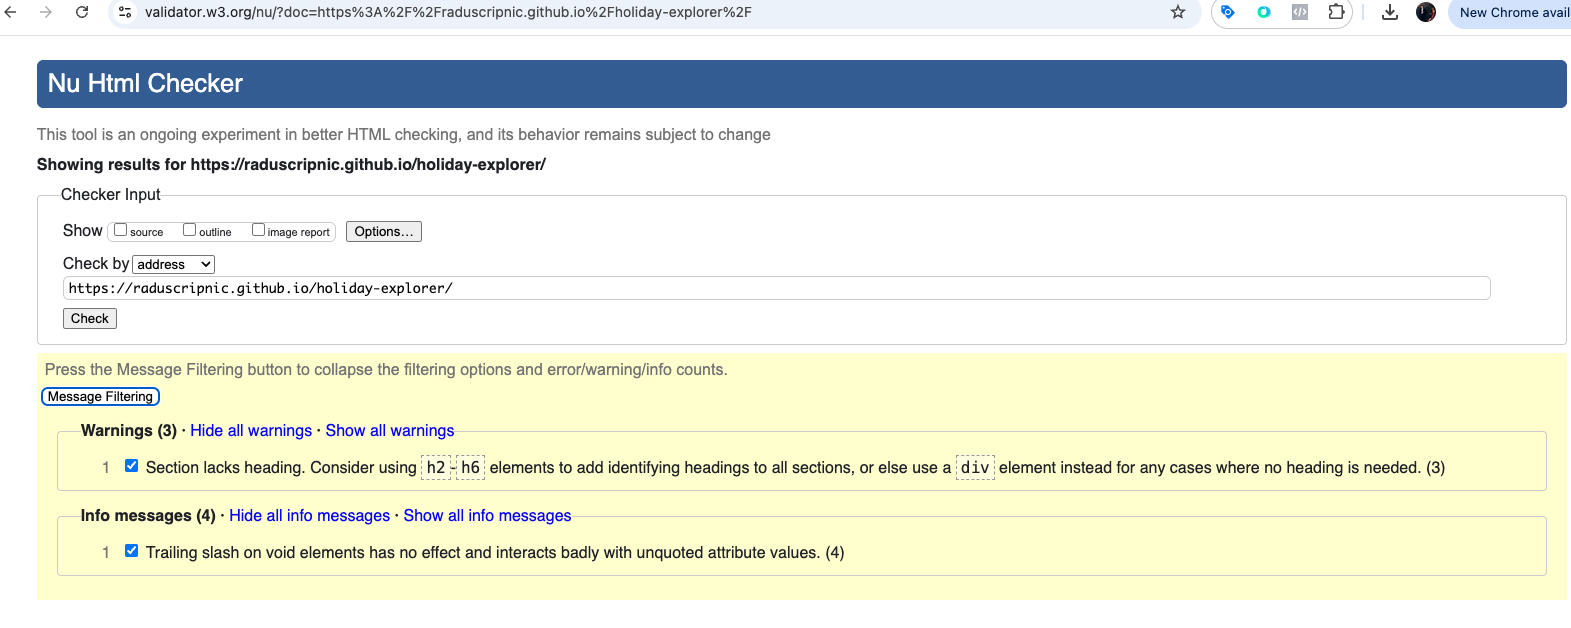 validator.w3.org/nu/?doc=https%3A%2F%2Fraduscripnic.github.io%2Fholiday-explorer%2F
New Chrome avail
Nu Html Checker
This tool is an ongoing experiment in better HTML checking, and its behavior remains subject to change
Showing results for https://raduscripnic.github.io/holiday-explorer/
Checker Input
Show source outline image report Options...
Check by address
https://raduscripnic.github.io/holiday-explorer/
Check
Press the Message Filtering button to collapse the filtering options and error/warning/info counts.
Message Filtering
Warnings (3) · Hide all warnings · Show all warnings
1 Section lacks heading. Consider using h2-h6 elements to add identifying headings to all sections, or else use a div element instead for any cases where no heading is needed. (3)
Info messages (4) · Hide all info messages · Show all info messages
1 Trailing slash on void elements has no effect and interacts badly with unquoted attribute values. (4)